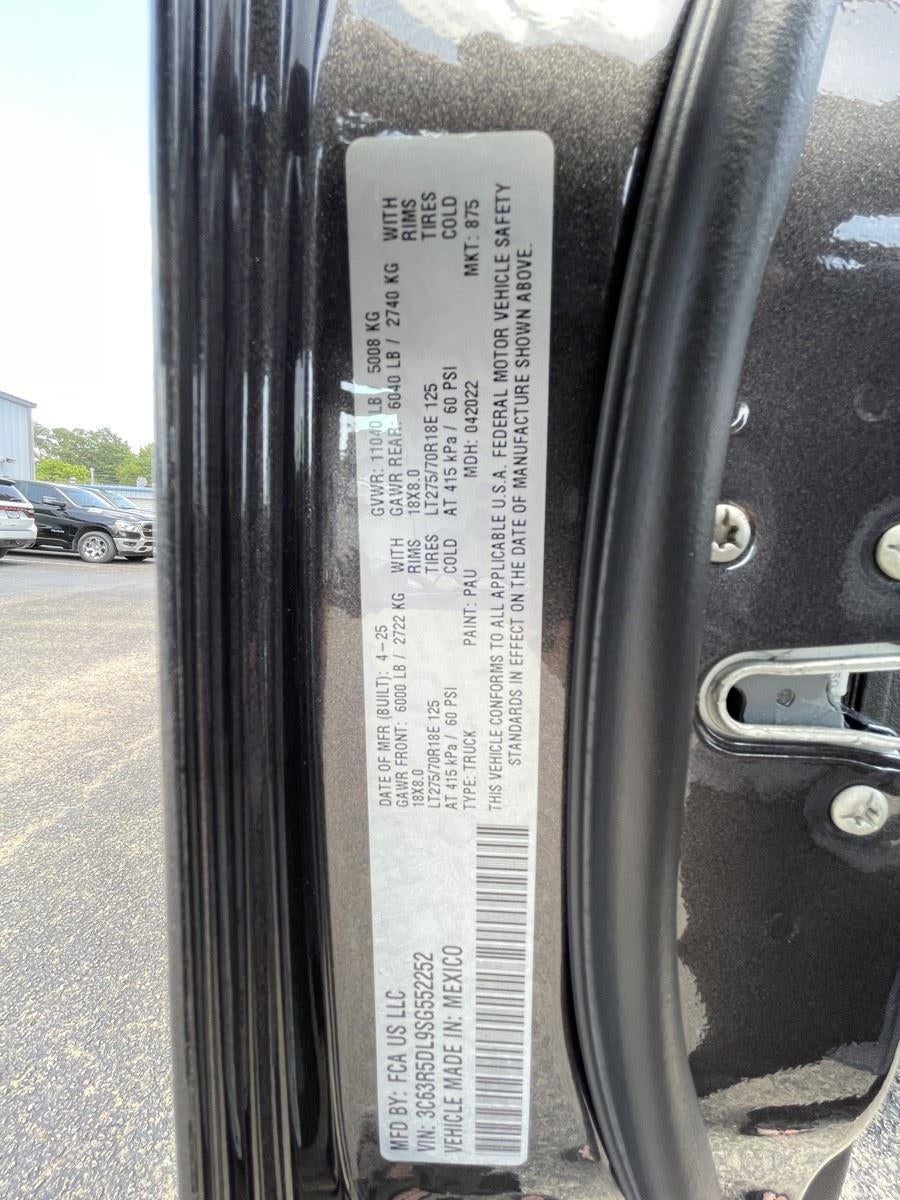 MFD BY: FCA US LLC
VIN: 3C63R5DL9SG552252
VEHICLE MADE IN: MEXICO
DATE OF MFR (BUILT): 4-25 GVWR: 11040 LB / 5008 KG
GAWR FRONT: 6000 LB / 2722 KG WITH GAWR REAR: 6040 LB / 2740 KG WITH
18X8.0 RIMS 18X8.0 RIMS
LT275/70R18E 125 TIRES LT275/70R18E 125 TIRES
AT 415 kPa / 60 PSI COLD AT 415 kPa / 60 PSI COLD
TYPE: TRUCK PAINT: PAU MDH: 042022 MKT: 875
THIS VEHICLE CONFORMS TO ALL APPLICABLE U.S.A. FEDERAL MOTOR VEHICLE SAFETY
STANDARDS IN EFFECT ON THE DATE OF MANUFACTURE SHOWN ABOVE.